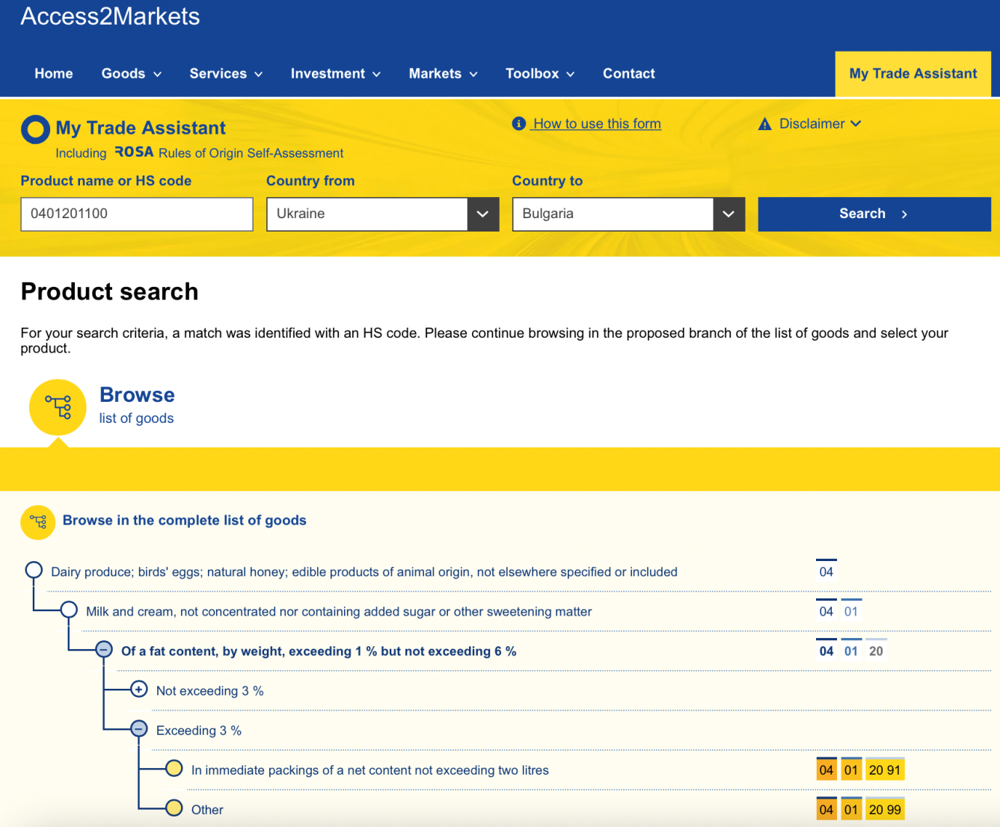 Access2Markets
Home Goods Services Investment Markets Toolbox Contact My Trade Assistant
My Trade Assistant
How to use this form
Disclaimer
Including ROSA Rules of Origin Self-Assessment
Product name or HS code Country from Country to
0401201100 Ukraine Bulgaria Search
Product search
For your search criteria, a match was identified with an HS code. Please continue browsing in the proposed branch of the list of goods and select your
product.
Browse
list of goods
Browse in the complete list of goods
Dairy produce; birds' eggs; natural honey; edible products of animal origin, not elsewhere specified or included 04
Milk and cream, not concentrated nor containing added sugar or other sweetening matter 04 01
Of a fat content, by weight, exceeding 1 % but not exceeding 6 % 04 01 20
Not exceeding 3 %
Exceeding 3 %
In immediate packings of a net content not exceeding two litres 04 01 20 91
Other 04 01 20 99